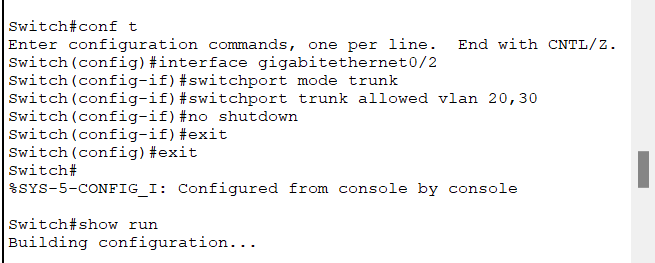 Switch#conf t
Enter configuration commands, one per line.  End with CNTL/Z.
Switch(config)#interface gigabitethernet0/2
Switch(config-if)#switchport mode trunk
Switch(config-if)#switchport trunk allowed vlan 20,30
Switch(config-if)#no shutdown
Switch(config-if)#exit
Switch(config)#exit
Switch#
%SYS-5-CONFIG_I: Configured from console by console
Switch#show run
Building configuration...